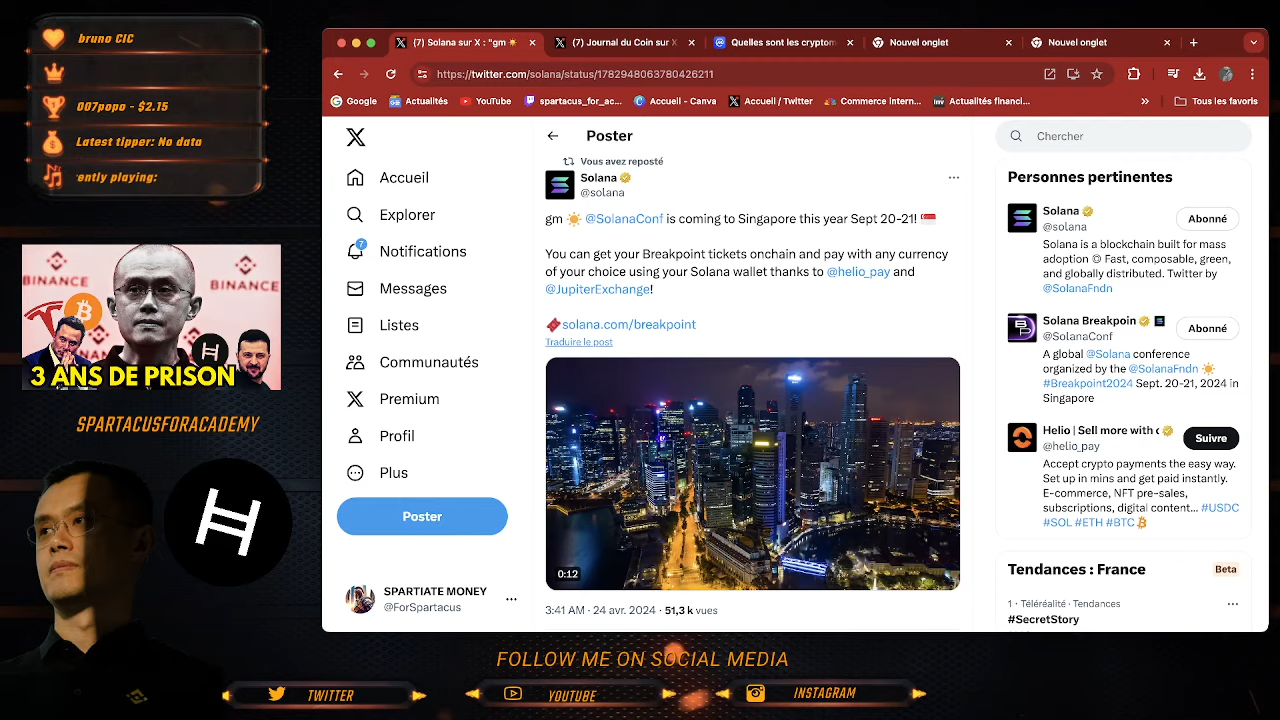 bruno CIC
007popo - $2.15
Latest tipper: No data
ently playing:
BINANCE
BINANCE
3 ANS DE PRISON
SPARTACUSFORACADEMY
(7) Solana sur X : "gm ☀️
(7) Journal du Coin sur X
Quelles sont les cryptom
Nouvel onglet
Nouvel onglet
https://twitter.com/solana/status/1782948063780426211
Google
Actualités
YouTube
spartacus_for_ac...
Accueil - Canva
Accueil / Twitter
Commerce intern...
Actualités financi...
»
Tous les favoris
Accueil
Explorer
7
Notifications
Messages
Listes
Communautés
Premium
Profil
Plus
Poster
SPARTIATE MONEY
@ForSpartacus
Poster
Vous avez reposté
Solana
@solana
gm ☀️ @SolanaConf is coming to Singapore this year Sept 20-21! 🇸🇬
You can get your Breakpoint tickets onchain and pay with any currency
of your choice using your Solana wallet thanks to @helio_pay and
@JupiterExchange!
solana.com/breakpoint
Traduire le post
0:12
3:41 AM · 24 avr. 2024 · 51,3 k vues
Chercher
Personnes pertinentes
Solana
@solana
Abonné
Solana is a blockchain built for mass
adoption ⚙ Fast, composable, green,
and globally distributed. Twitter by
@SolanaFndn
Solana Breakpoin
@SolanaConf
Abonné
A global @Solana conference
organized by the @SolanaFndn ☀️
#Breakpoint2024 Sept. 20-21, 2024 in
Singapore
Helio | Sell more with c
@helio_pay
Suivre
Accept crypto payments the easy way.
Set up in mins and get paid instantly.
E-commerce, NFT pre-sales,
subscriptions, digital content... #USDC
#SOL #ETH #BTC
Tendances : France
Beta
1 · Téléréalité · Tendances
#SecretStory
FOLLOW ME ON SOCIAL MEDIA
TWITTER
YOUTUBE
INSTAGRAM